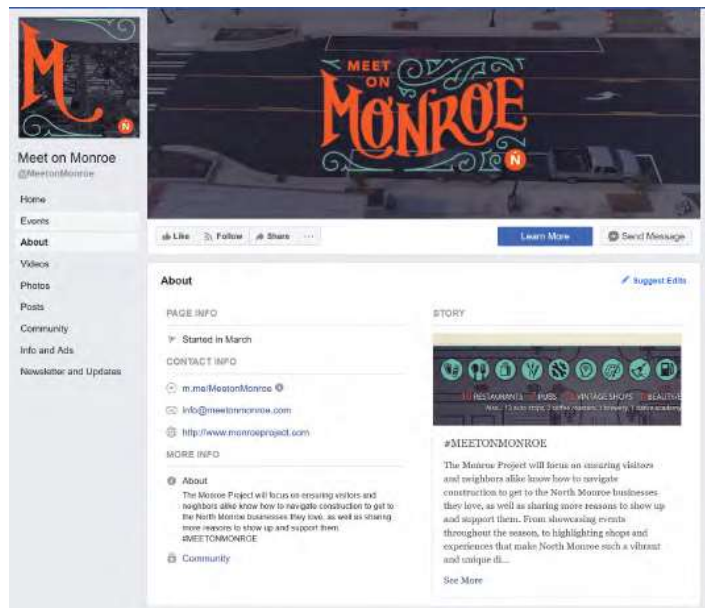 M
N
Meet on Monroe
@MeetonMonroe
Home
Events
About
Videos
Photos
Posts
Community
Info and Ads
Newsletter and Updates
MEET
ON
MONROE
N
Like Follow Share ...
Learn More
Send Message
About
Suggest Edits
PAGE INFO
Started in March
CONTACT INFO
m.me/MeetonMonroe
info@meetonmonroe.com
http://www.monroeproject.com
MORE INFO
About
The Monroe Project will focus on ensuring visitors and
neighbors alike know how to navigate construction to get to
the North Monroe businesses they love, as well as sharing
more reasons to show up and support them.
#MEETONMONROE
Community
STORY
RESTAURANTS PUBS VINTAGE SHOPS
#MEETONMONROE
The Monroe Project will focus on ensuring visitors
and neighbors alike know how to navigate
construction to get to the North Monroe businesses
they love, as well as sharing more reasons to show up
and support them. From showcasing events
throughout the season, to highlighting shops and
experiences that make North Monroe such a vibrant
and unique di...
See More